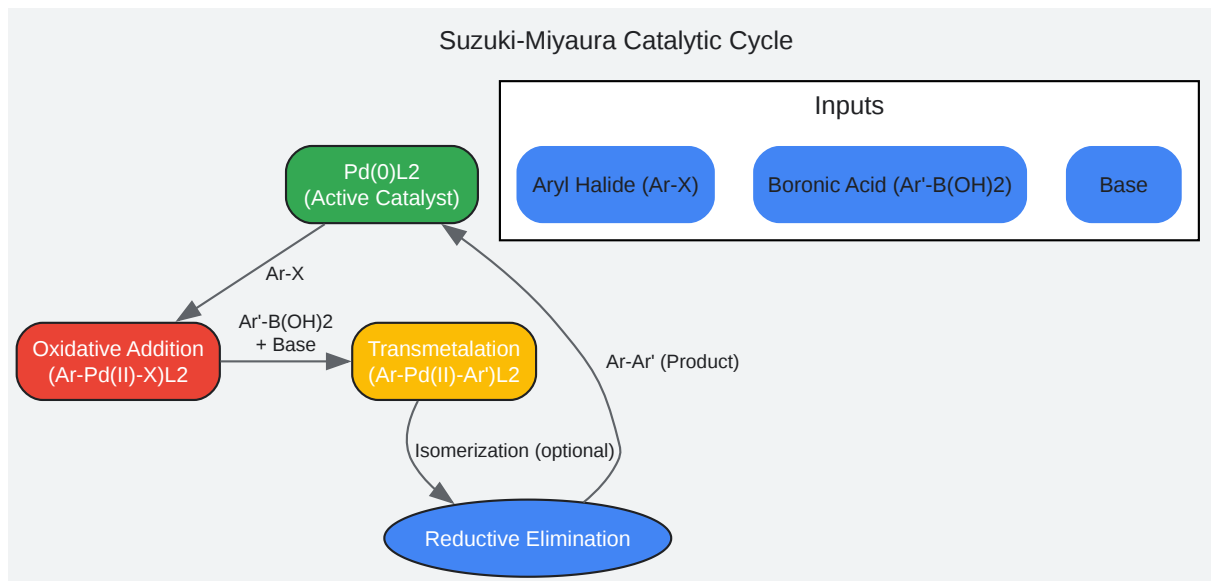 Suzuki-Miyaura Catalytic Cycle
Inputs
Aryl Halide (Ar-X)
Boronic Acid (Ar'-B(OH)2)
Base
Pd(0)L2
(Active Catalyst)
Ar-X
Oxidative Addition
(Ar-Pd(II)-X)L2
Ar'-B(OH)2
+ Base
Transmetalation
(Ar-Pd(II)-Ar')L2
Ar-Ar' (Product)
Isomerization (optional)
Reductive Elimination